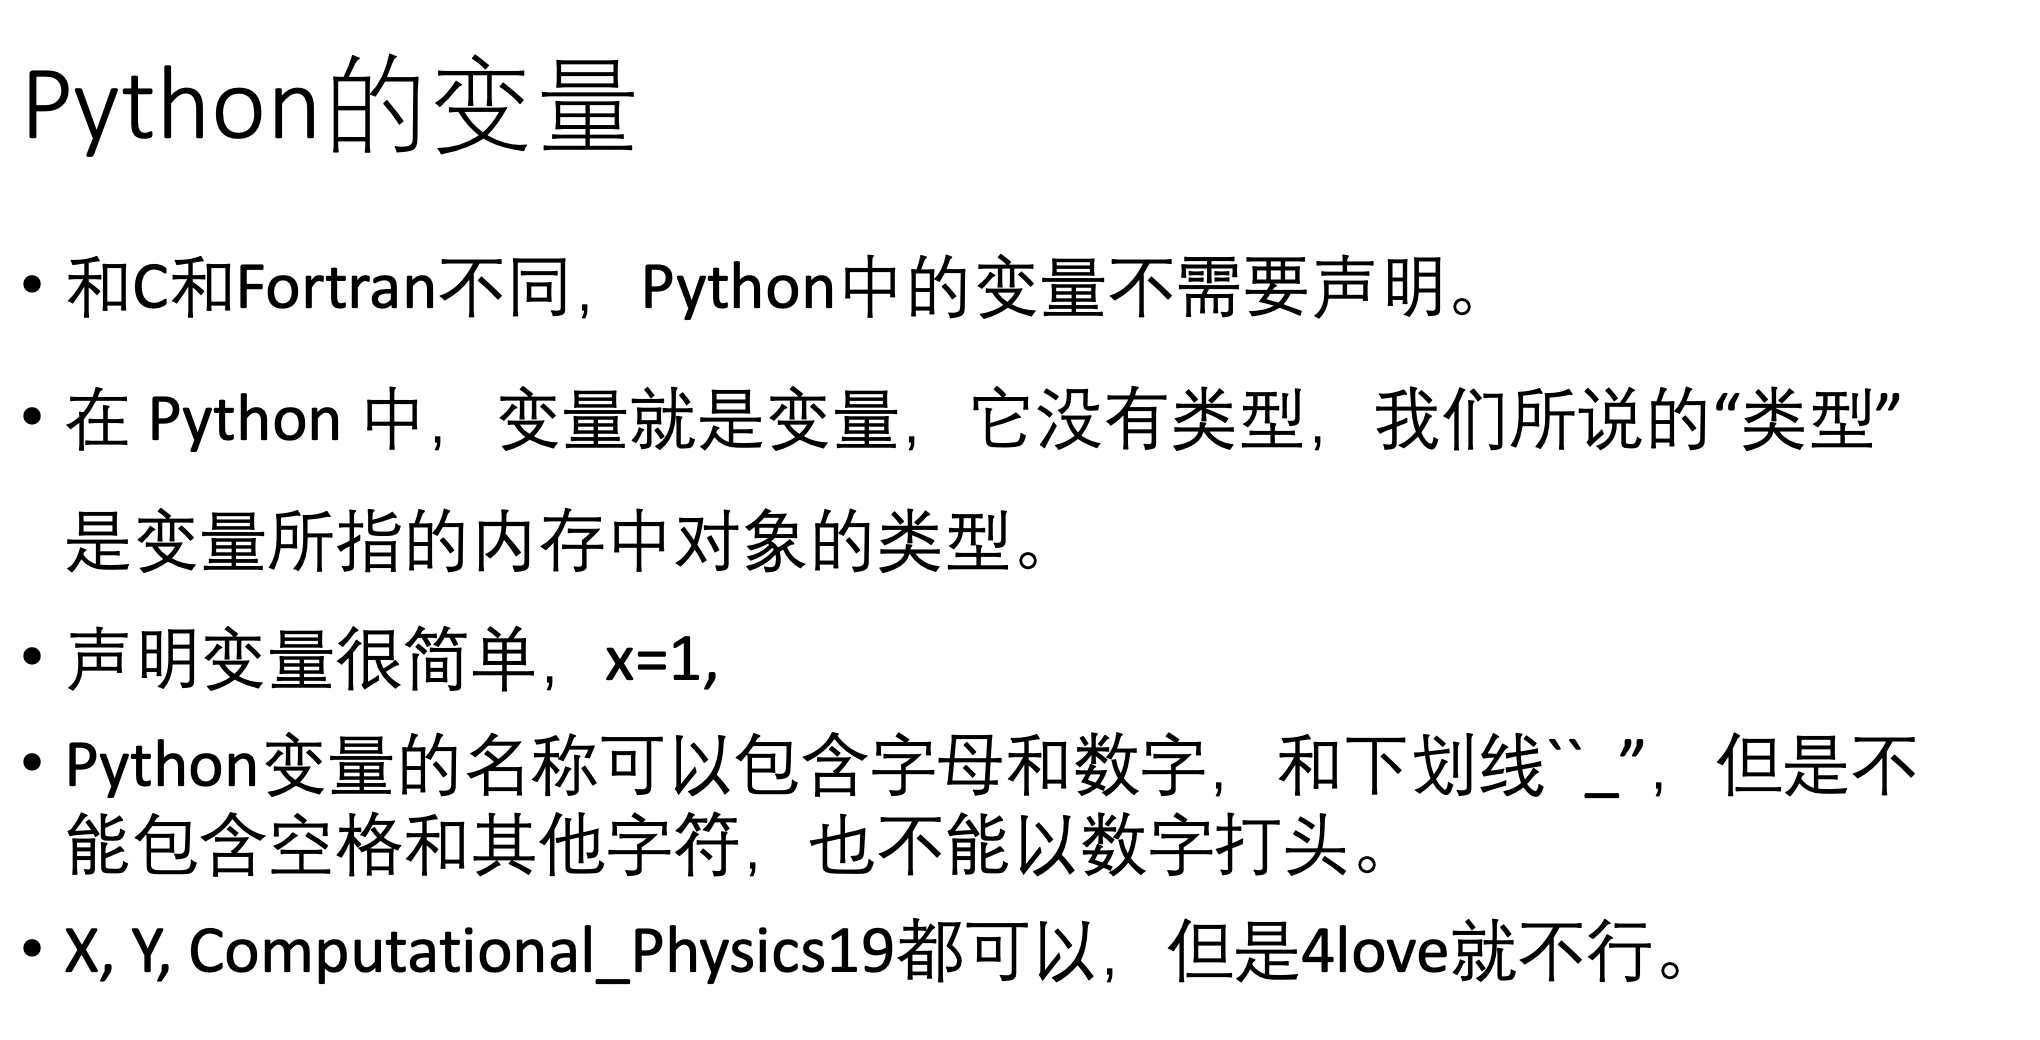 Python的变量
• 和C和Fortran不同，Python中的变量不需要声明。
• 在 Python 中，变量就是变量，它没有类型，我们所说的“类型”
是变量所指的内存中对象的类型。
• 声明变量很简单，x=1,
• Python变量的名称可以包含字母和数字，和下划线``_”，但是不
能包含空格和其他字符，也不能以数字打头。
• X, Y, Computational_Physics19都可以，但是4love就不行。